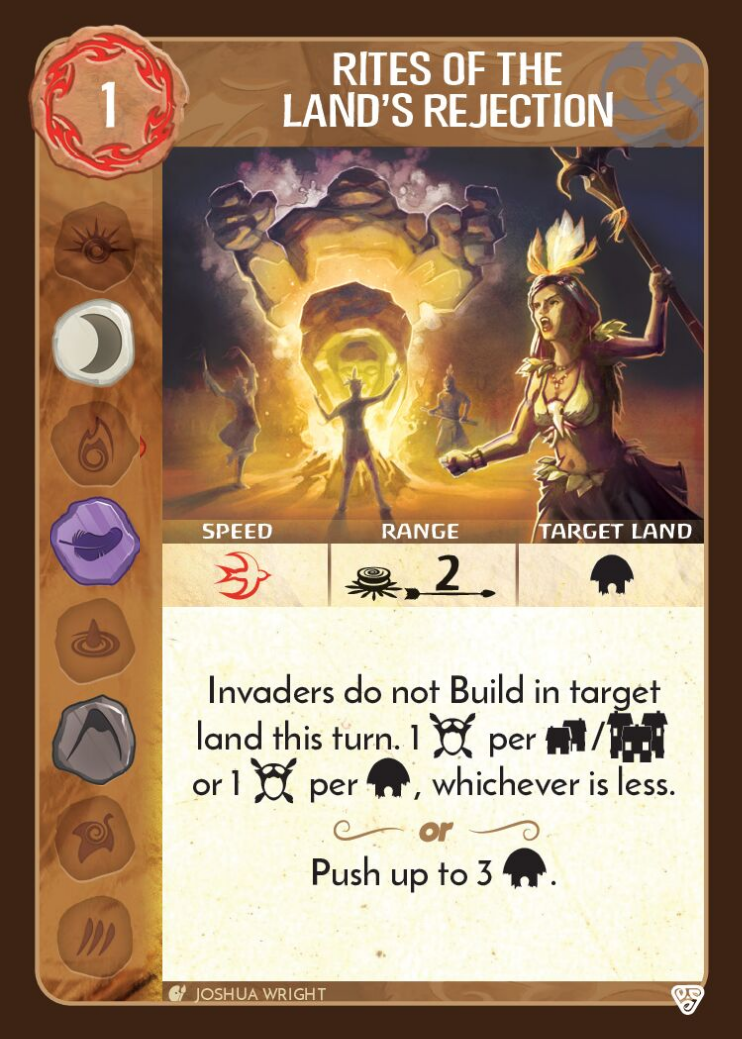 1
RITES OF THE
LAND'S REJECTION
SPEED RANGE TARGET LAND
2
Invaders do not Build in target
land this turn. 1 per /
or 1 per , whichever is less.
or
Push up to 3 .
JOSHUA WRIGHT